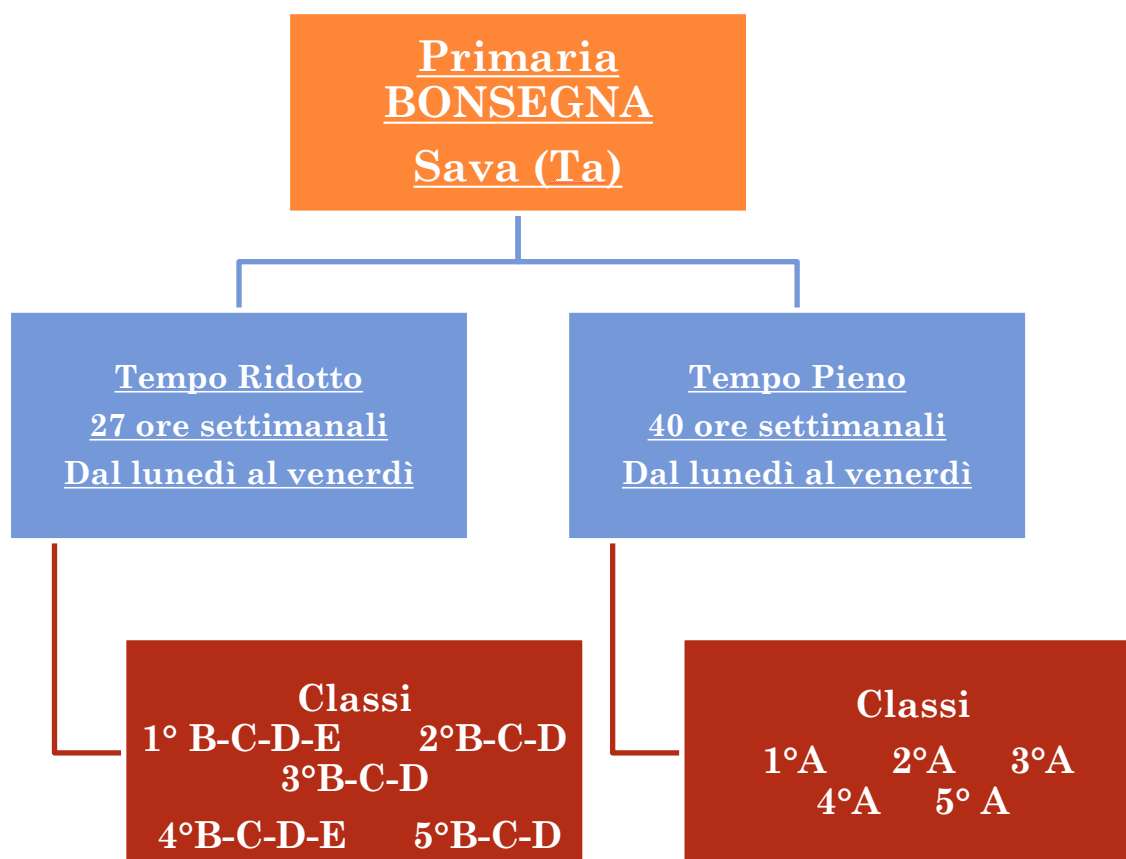 Primaria
BONSEGNA
Sava (Ta)
Tempo Ridotto
27 ore settimanali
Dal lunedì al venerdì
Tempo Pieno
40 ore settimanali
Dal lunedì al venerdì
Classi
1° B-C-D-E 2°B-C-D
3°B-C-D
4°B-C-D-E 5°B-C-D
Classi
1°A 2°A 3°A
4°A 5° A